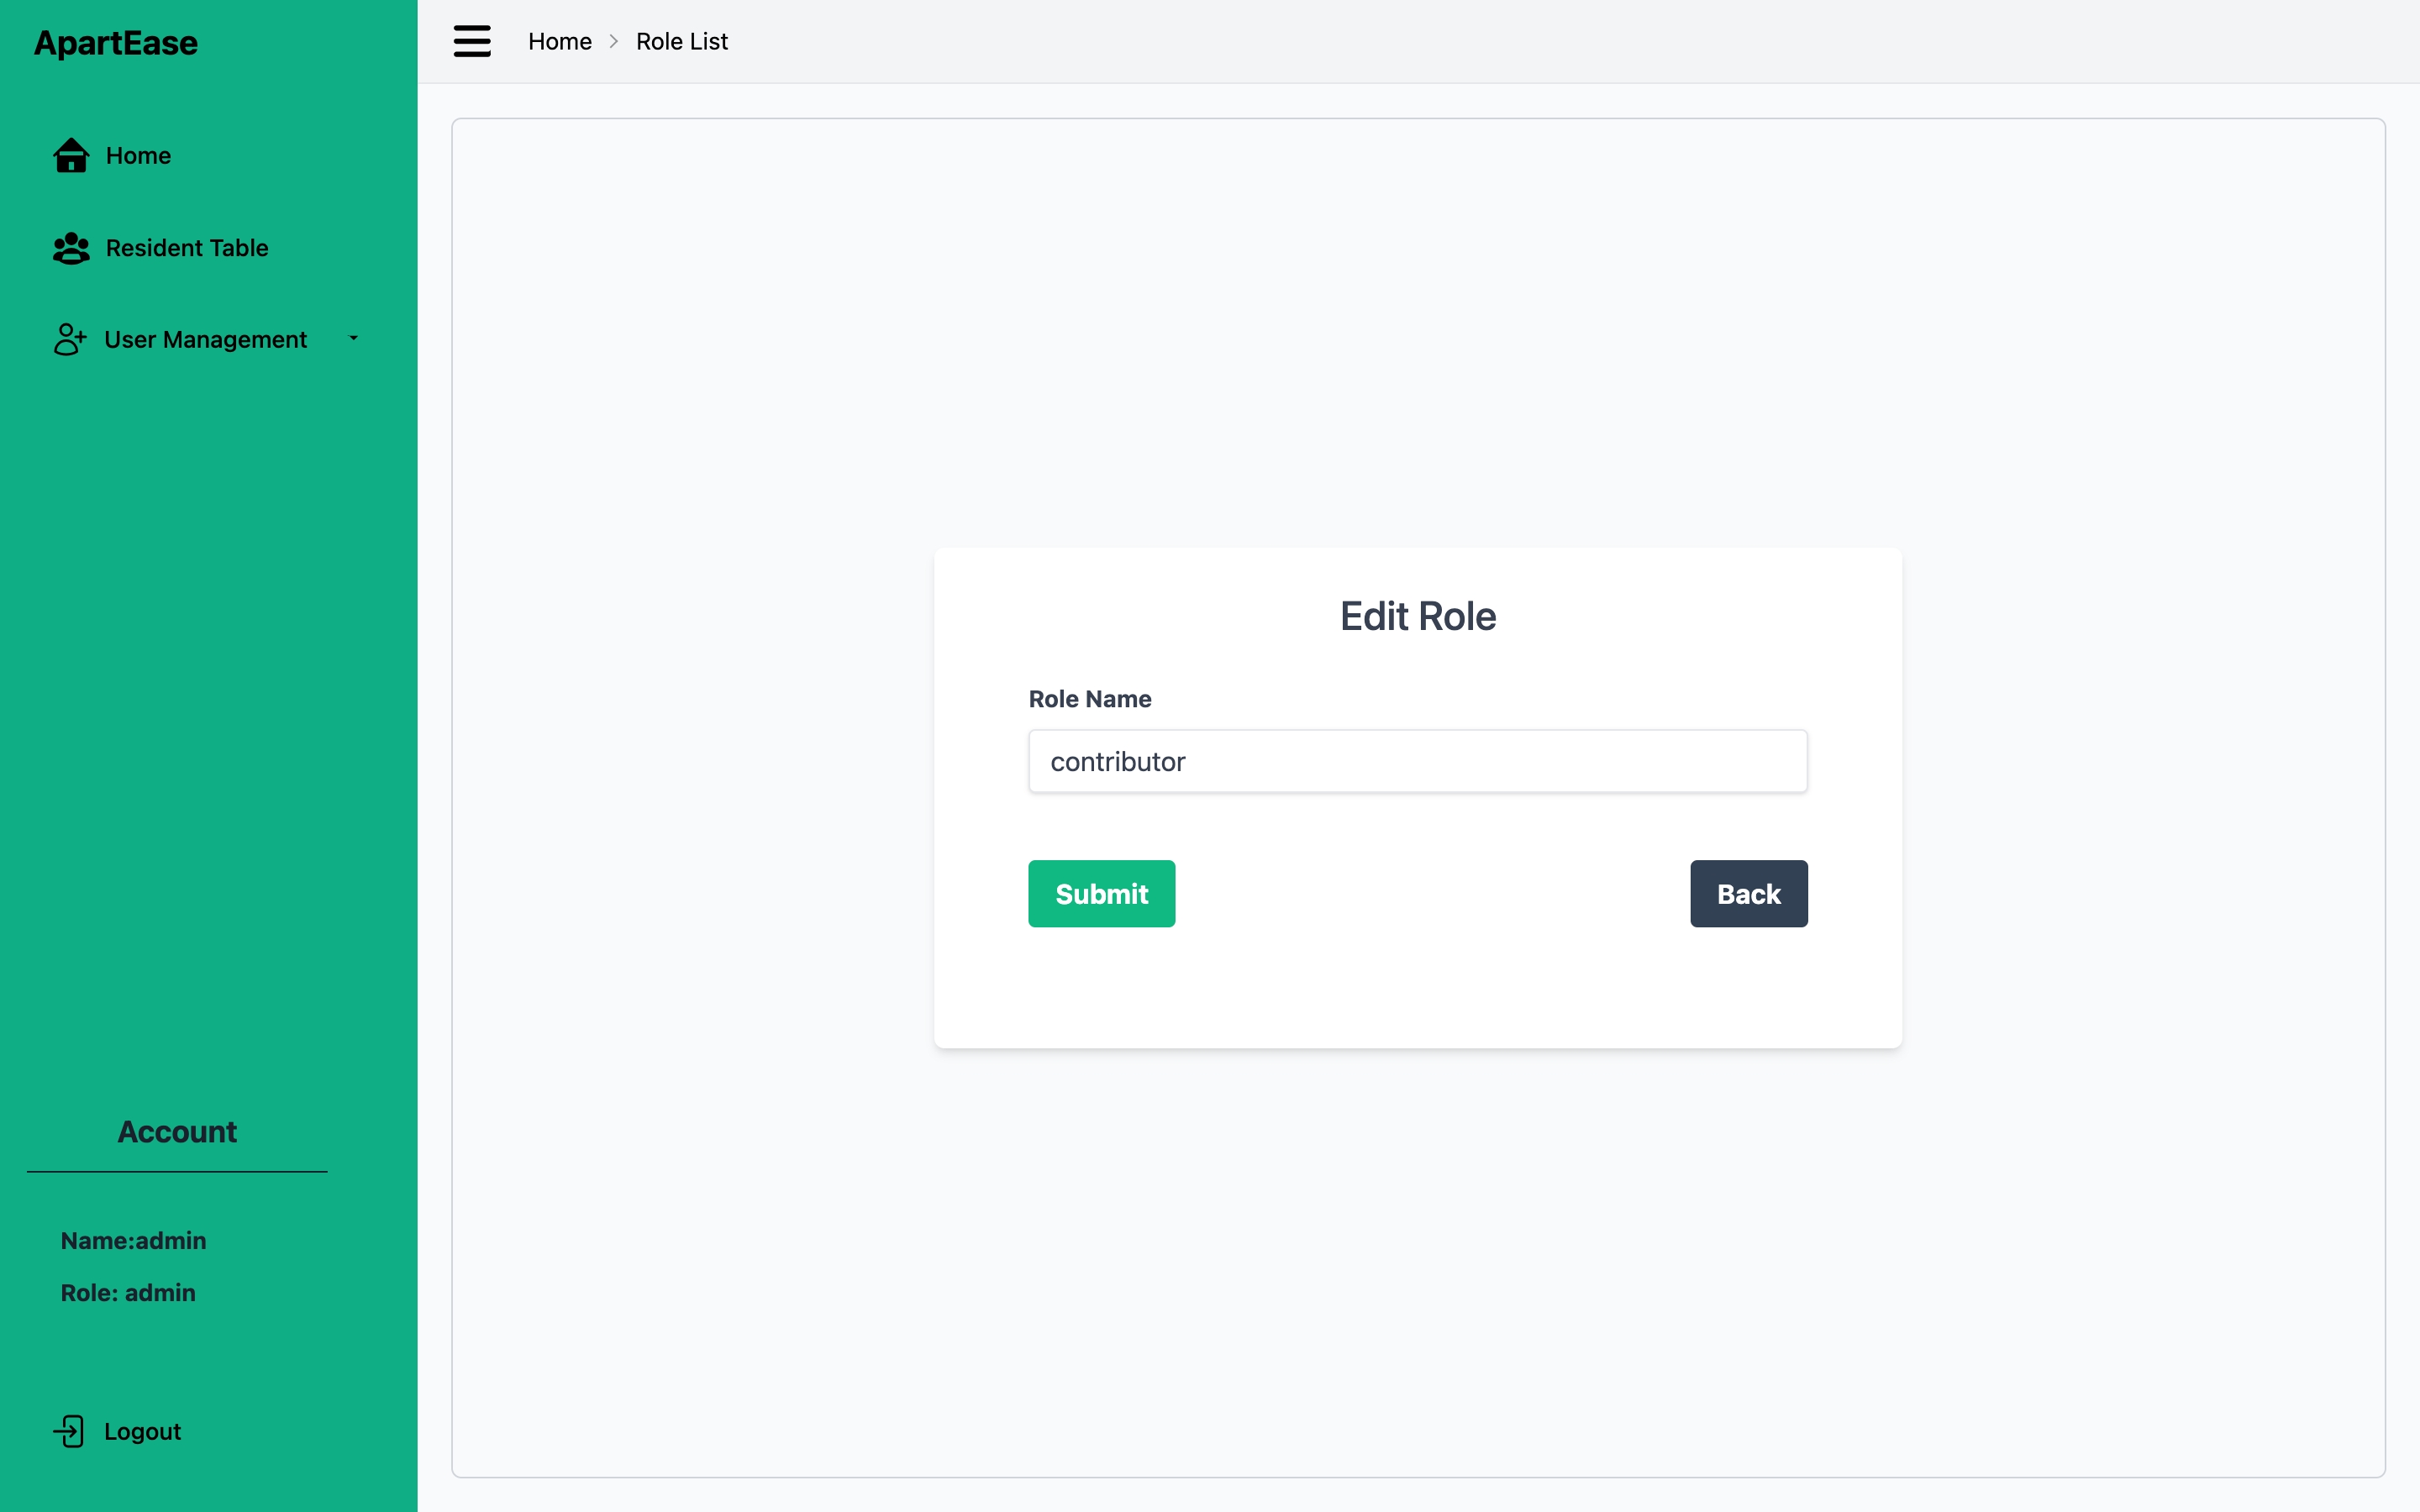 ApartEase
Home
Resident Table
User Management
Account
Name:admin
Role: admin
Logout
Home > Role List
Edit Role
Role Name
contributor
Submit
Back